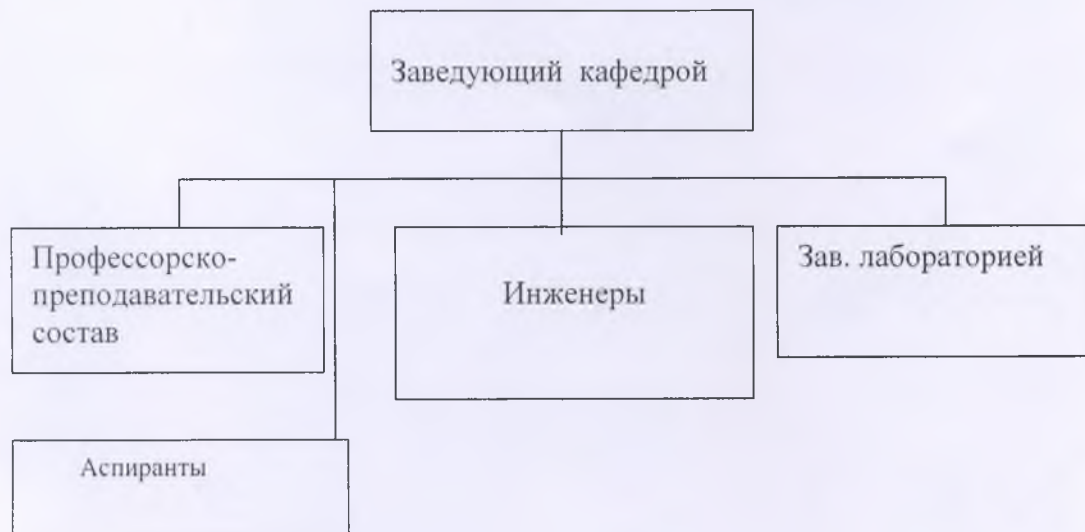 Заведующий кафедрой
Профессорско-
преподавательский
состав
Инженеры
Зав. лабораторией
Аспиранты